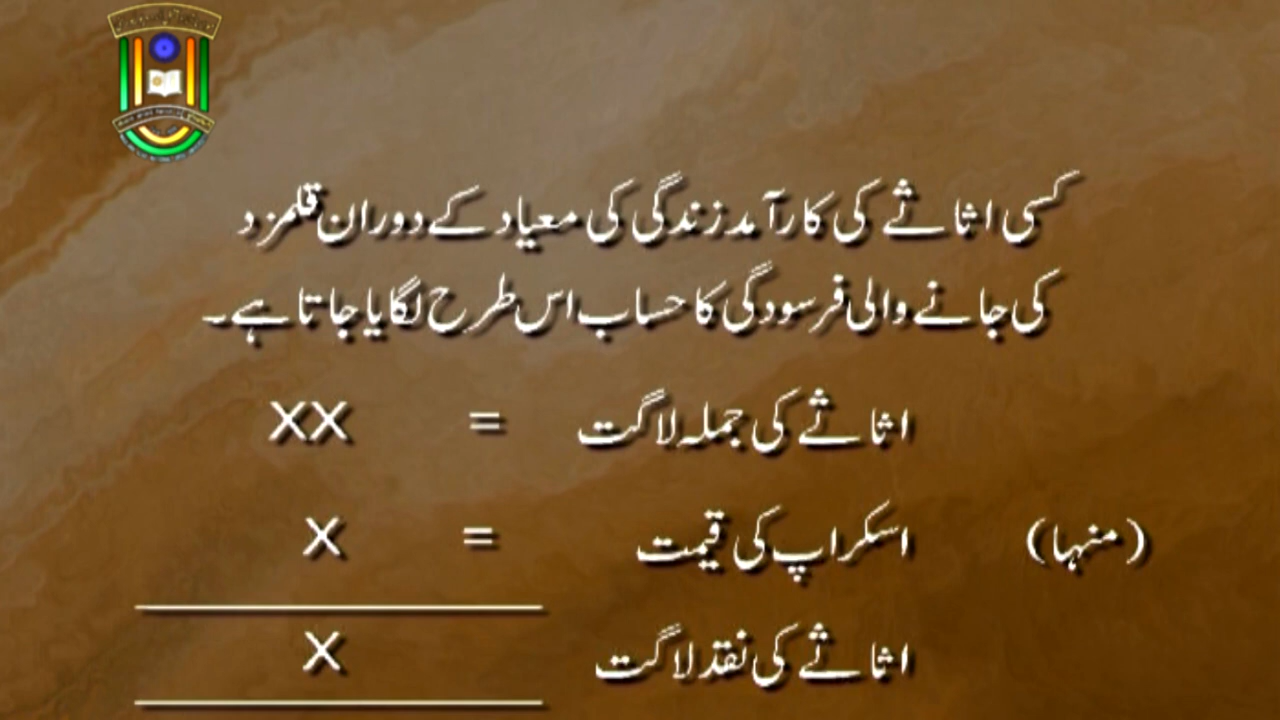 کسی اثاثے کی کارآمد زندگی کی معیاد کے دوران قلمزد
کی جانے والی فرسودگی کا حساب اس طرح لگایا جاتا ہے۔
اثاثے کی جملہ لاگت = XX
(منہا) اسکراپ کی قیمت = X
اثاثے کی نقد لاگت X